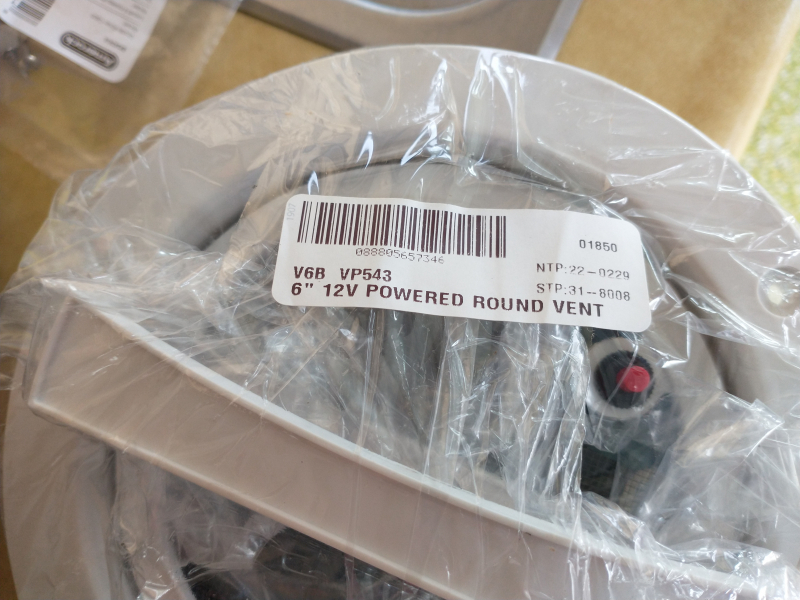 01850
088805657346
V6B VP543
NTP:22-0229
STP:31-8008
6" 12V POWERED ROUND VENT